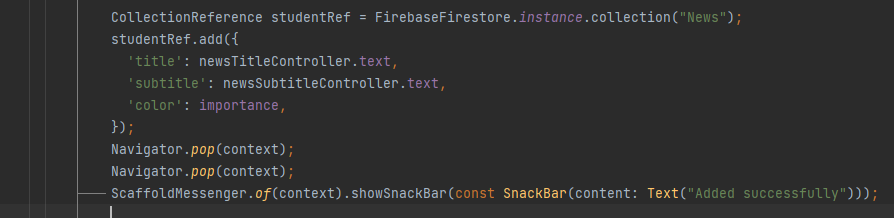 CollectionReference studentRef = FirebaseFirestore.instance.collection("News");
studentRef.add({
'title': newsTitleController.text,
'subtitle': newsSubtitleController.text,
'color': importance,
});
Navigator.pop(context);
Navigator.pop(context);
ScaffoldMessenger.of(context).showSnackBar(const SnackBar(content: Text("Added successfully")));